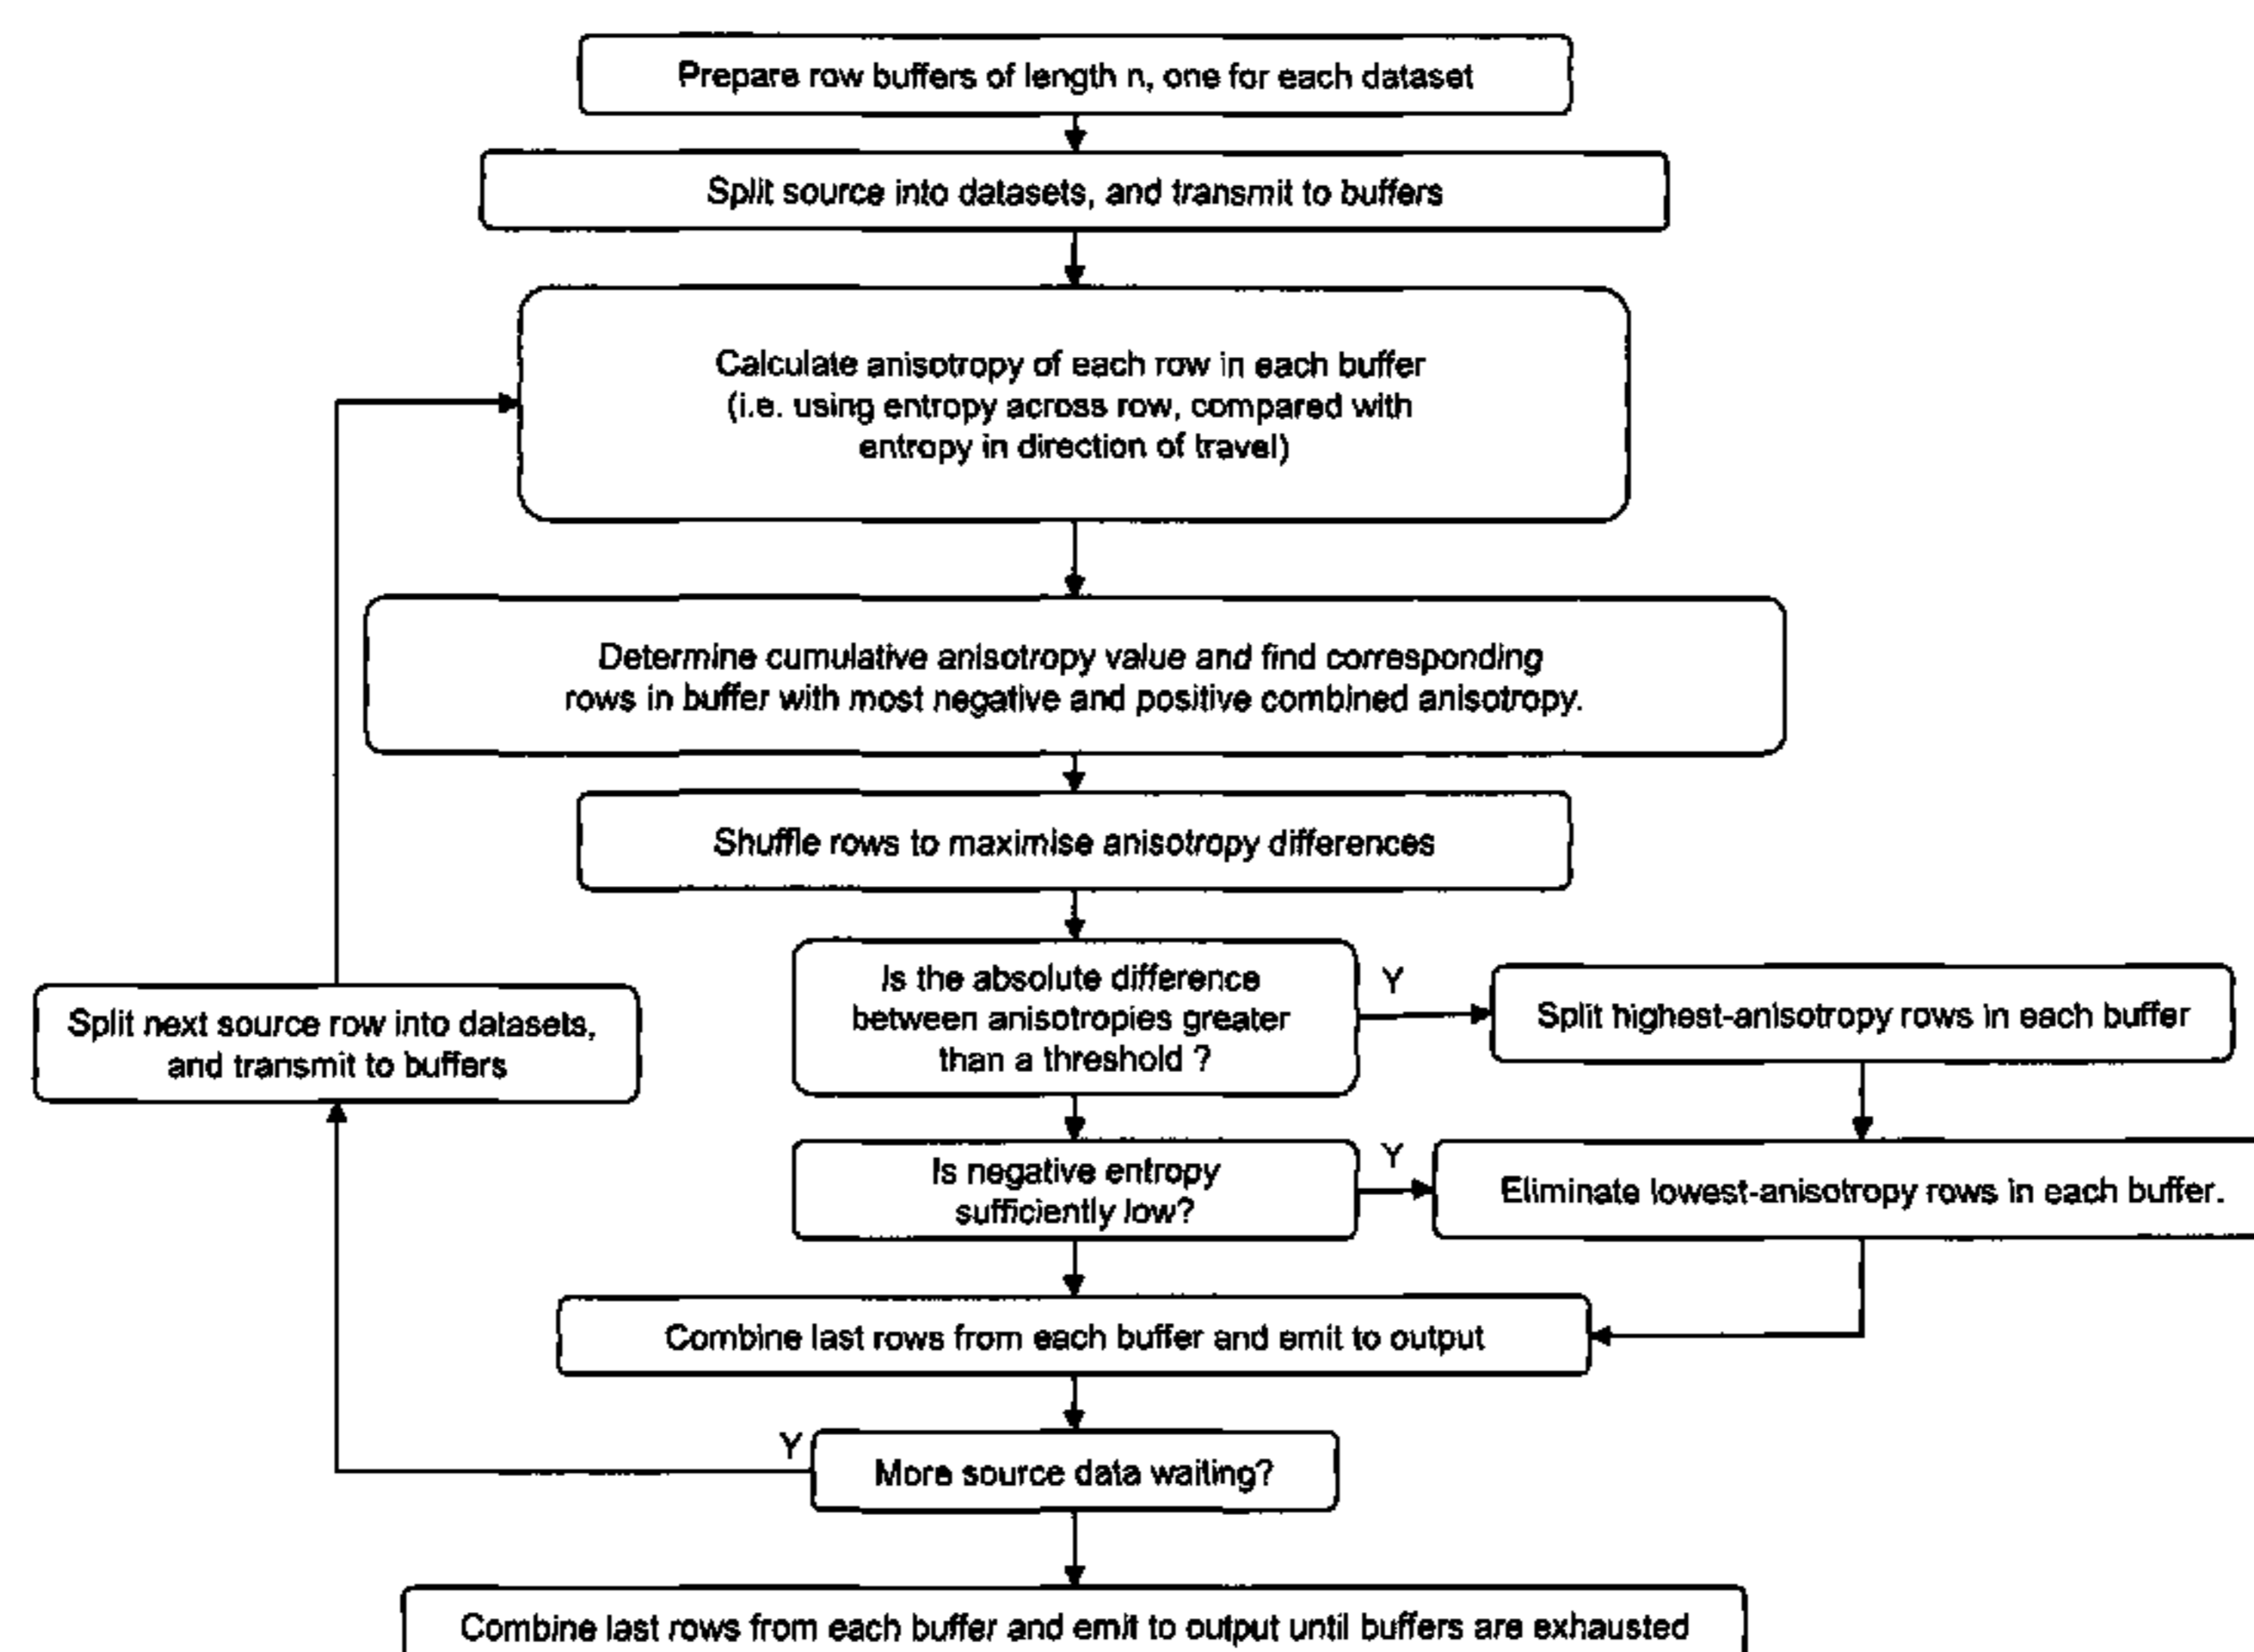 Prepare row buffers of length n, one for each dataset
Split source into datasets, and transmit to buffers
Calculate anisotropy of each row in each buffer
(i.e. using entropy across row, compared with
entropy in direction of travel)
Determine cumulative anisotropy value and find corresponding
rows in buffer with most negative and positive combined anisotropy.
Shuffle rows to maximise anisotropy differences
Is the absolute difference
between anisotropies greater
than a threshold ?
Y
Split highest-anisotropy rows in each buffer
Split next source row into datasets,
and transmit to buffers
Is negative entropy
sufficiently low?
Y
Eliminate lowest-anisotropy rows in each buffer.
Combine last rows from each buffer and emit to output
Y
More source data waiting?
Combine last rows from each buffer and emit to output until buffers are exhausted